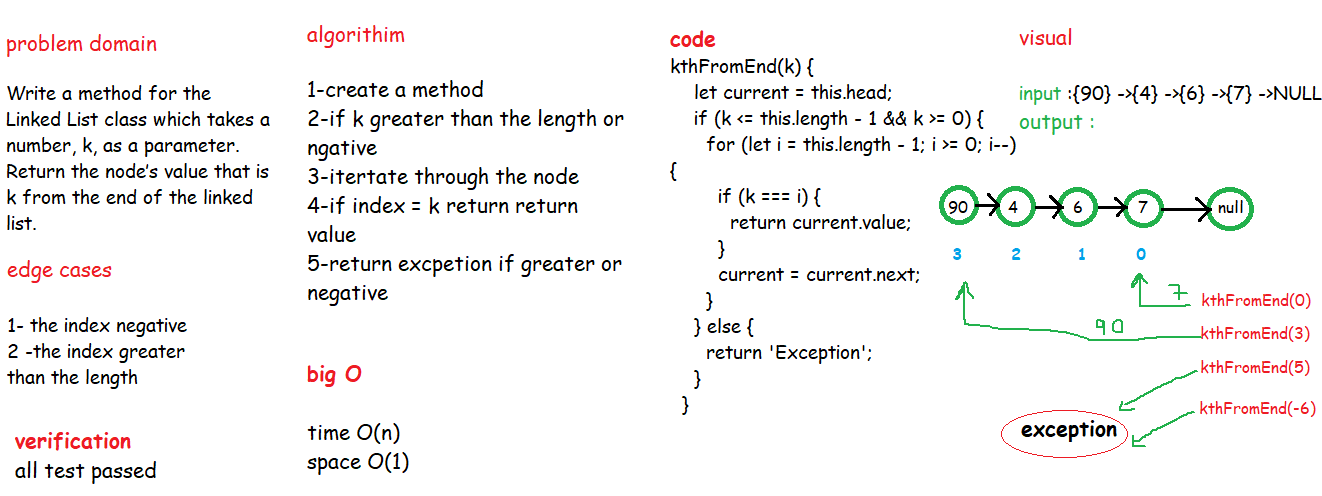 problem domain
Write a method for the
Linked List class which takes a
number, k, as a parameter.
Return the node's value that is
k from the end of the linked
list.
edge cases
1- the index negative
2 -the index greater
than the length
verification
all test passed
algorithim
1-create a method
2-if k greater than the length or
ngative
3-itertate through the node
4-if index = k return return
value
5-return excpetion if greater or
negative
big O
time O(n)
space O(1)
code
kthFromEnd(k) {
let current = this.head;
if (k <= this.length - 1 && k >= 0) {
for (let i = this.length - 1; i >= 0; i--)
{
if (k === i) {
return current.value;
}
current = current.next;
}
} else {
return 'Exception';
}
}
visual
input :{90} ->{4} ->{6} ->{7} ->NULL
output :
90 4 6 7 null
3 2 1 0
7
kthFromEnd(0)
90
kthFromEnd(3)
kthFromEnd(5)
kthFromEnd(-6)
exception